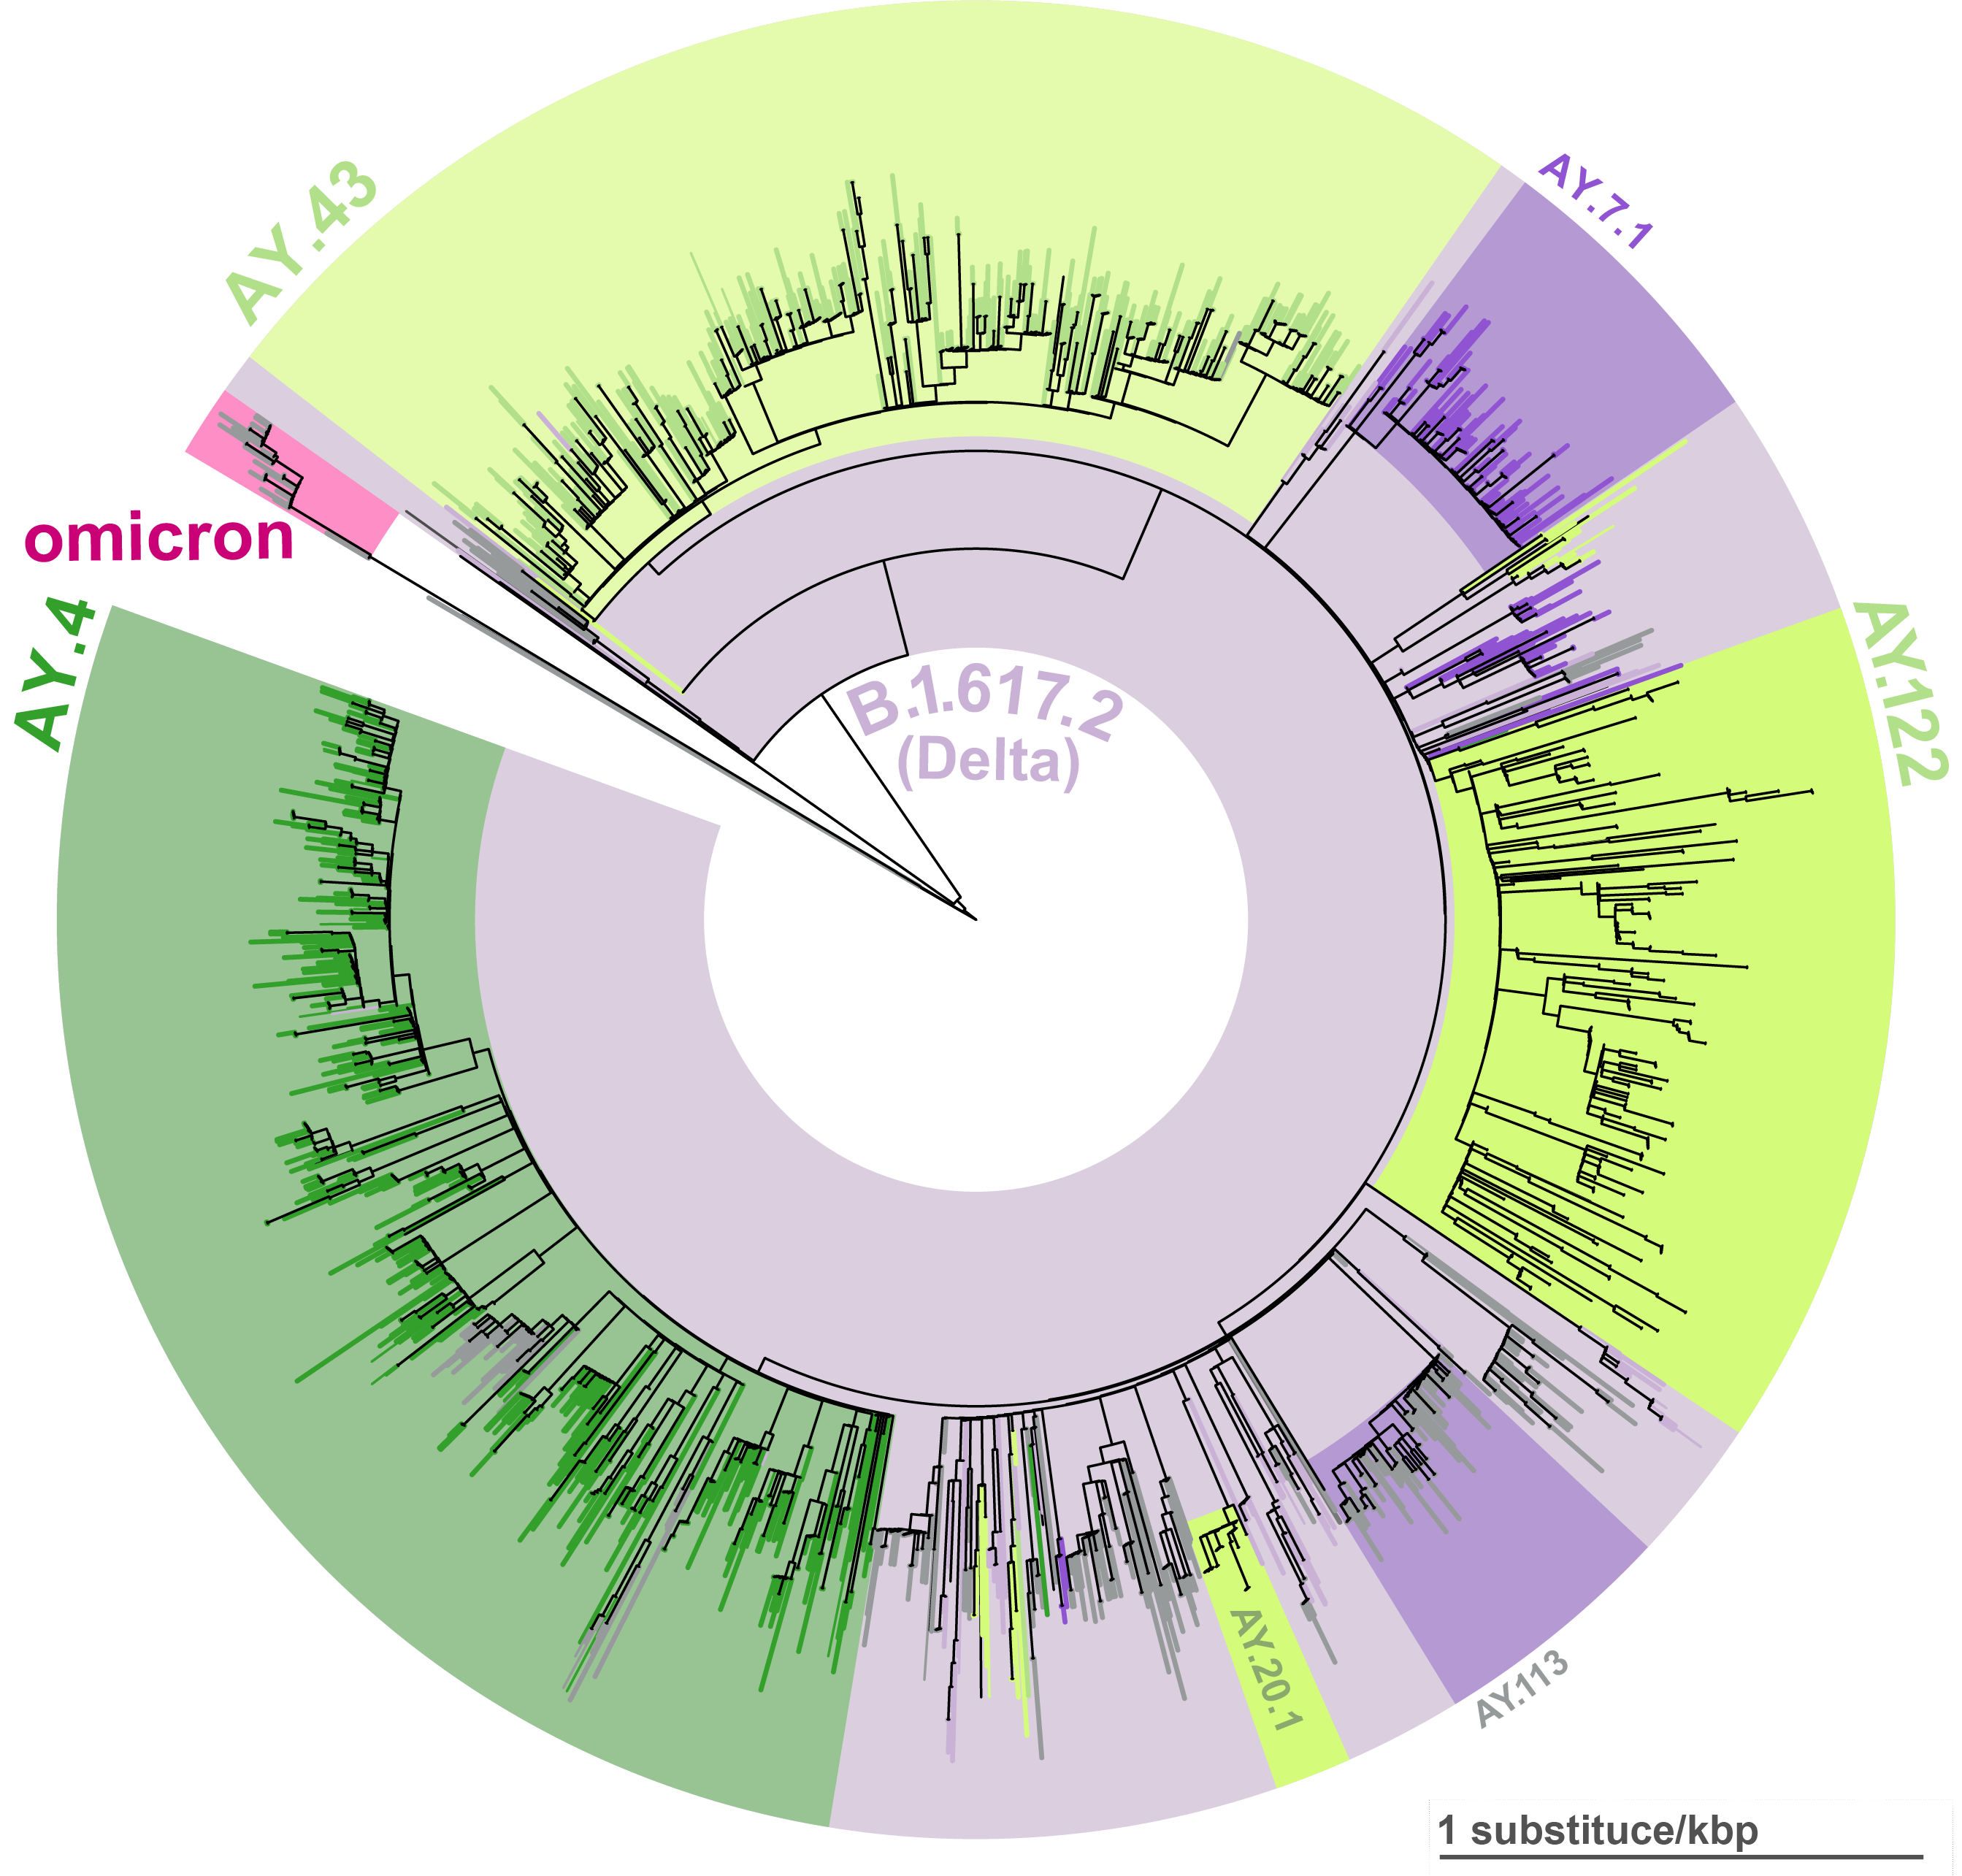 AY.43
AY.7.1
omicron
AY.4
AY.122
B.1.617.2
(Delta)
AY.20.1
AY.113
1 substituce/kbp